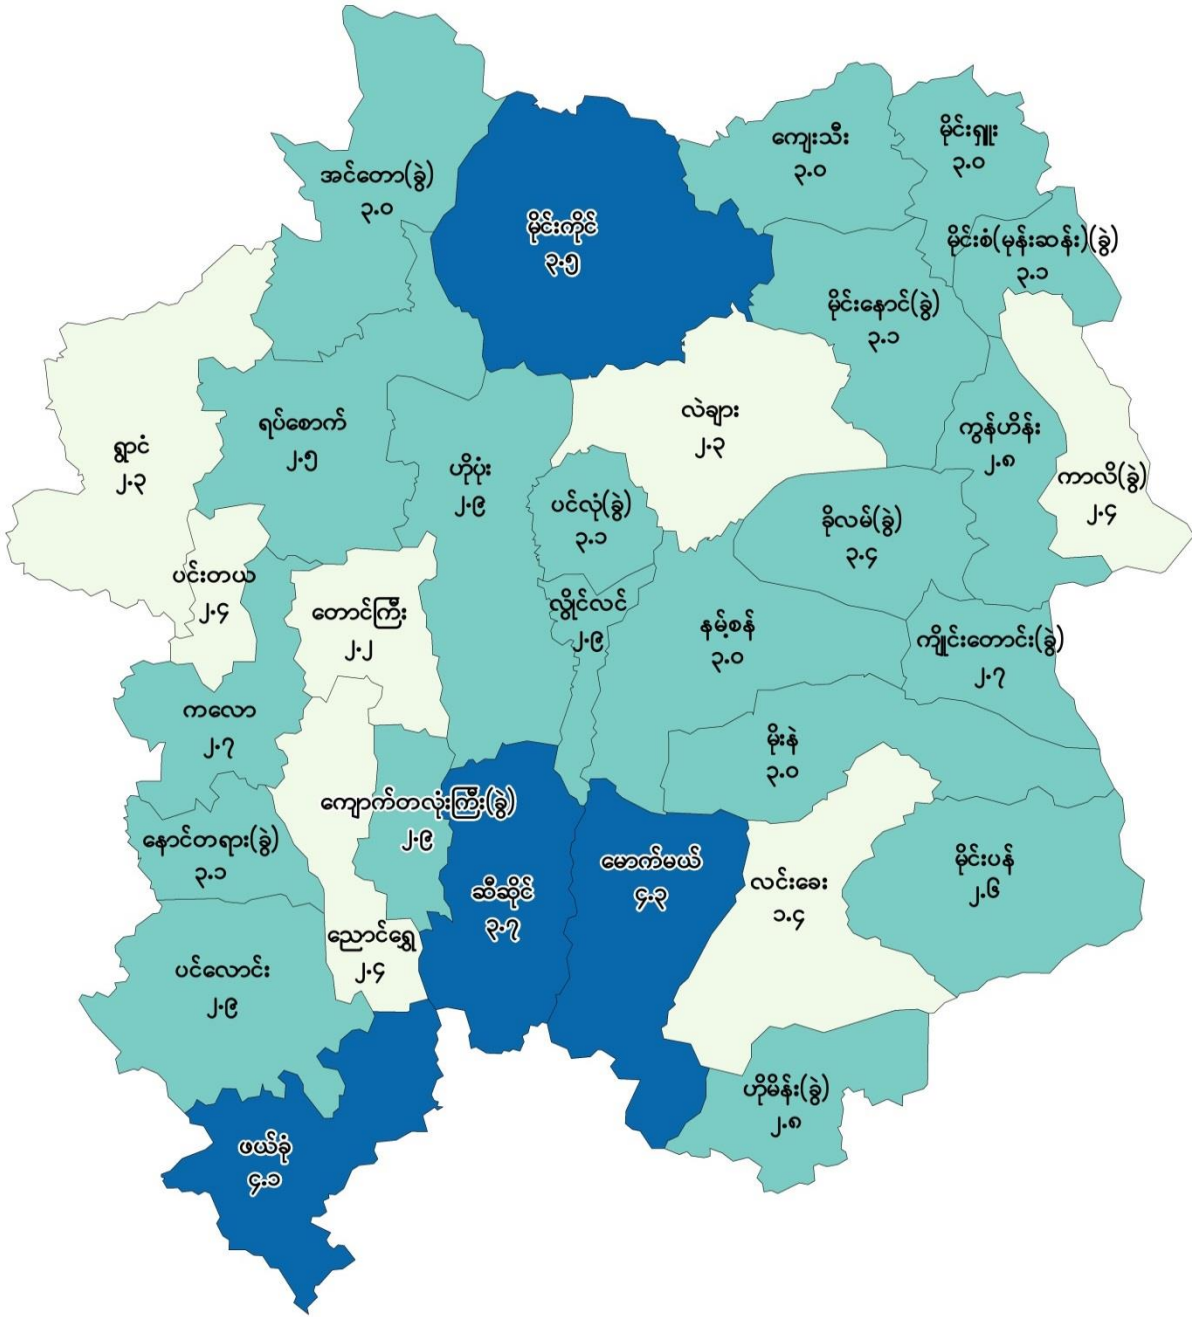 ကျေးသီး
၃.၀
မိုင်းရှူး
၃.၀
အင်တော(ခွဲ)
၃.၀
မိုင်းကိုင်
၃.၅
မိုင်းစံ(မုန်းဆန်း)(ခွဲ)
၃.၁
မိုင်းနောင်(ခွဲ)
၃.၁
လဲချား
၂.၃
ရပ်စောက်
၂.၅
ကွန်ဟိန်း
၂.၈
ရွာငံ
၂.၃
ဟိုပုံး
၂.၉
ကာလိ(ခွဲ)
၂.၄
ပင်လုံ(ခွဲ)
၃.၁
ခိုလမ်(ခွဲ)
၃.၄
ပင်းတယ
၂.၄
တောင်ကြီး
၂.၂
လွိုင်လင်
၂.၉
နမ့်စန်
၃.၀
ကျိုင်းတောင်း(ခွဲ)
၂.၇
ကလော
၂.၇
မိုးနဲ
၃.၀
ကျောက်တလုံးကြီး(ခွဲ)
၂.၉
နောင်တရား(ခွဲ)
၃.၁
မောက်မယ်
၄.၃
မိုင်းပန်
၂.၆
ဆီဆိုင်
၃.၇
လင်းခေး
၁.၄
ညောင်ရွှေ
၂.၄
ပင်လောင်း
၂.၉
ဟိုမိန်း(ခွဲ)
၂.၈
ဖယ်ခုံ
၄.၁